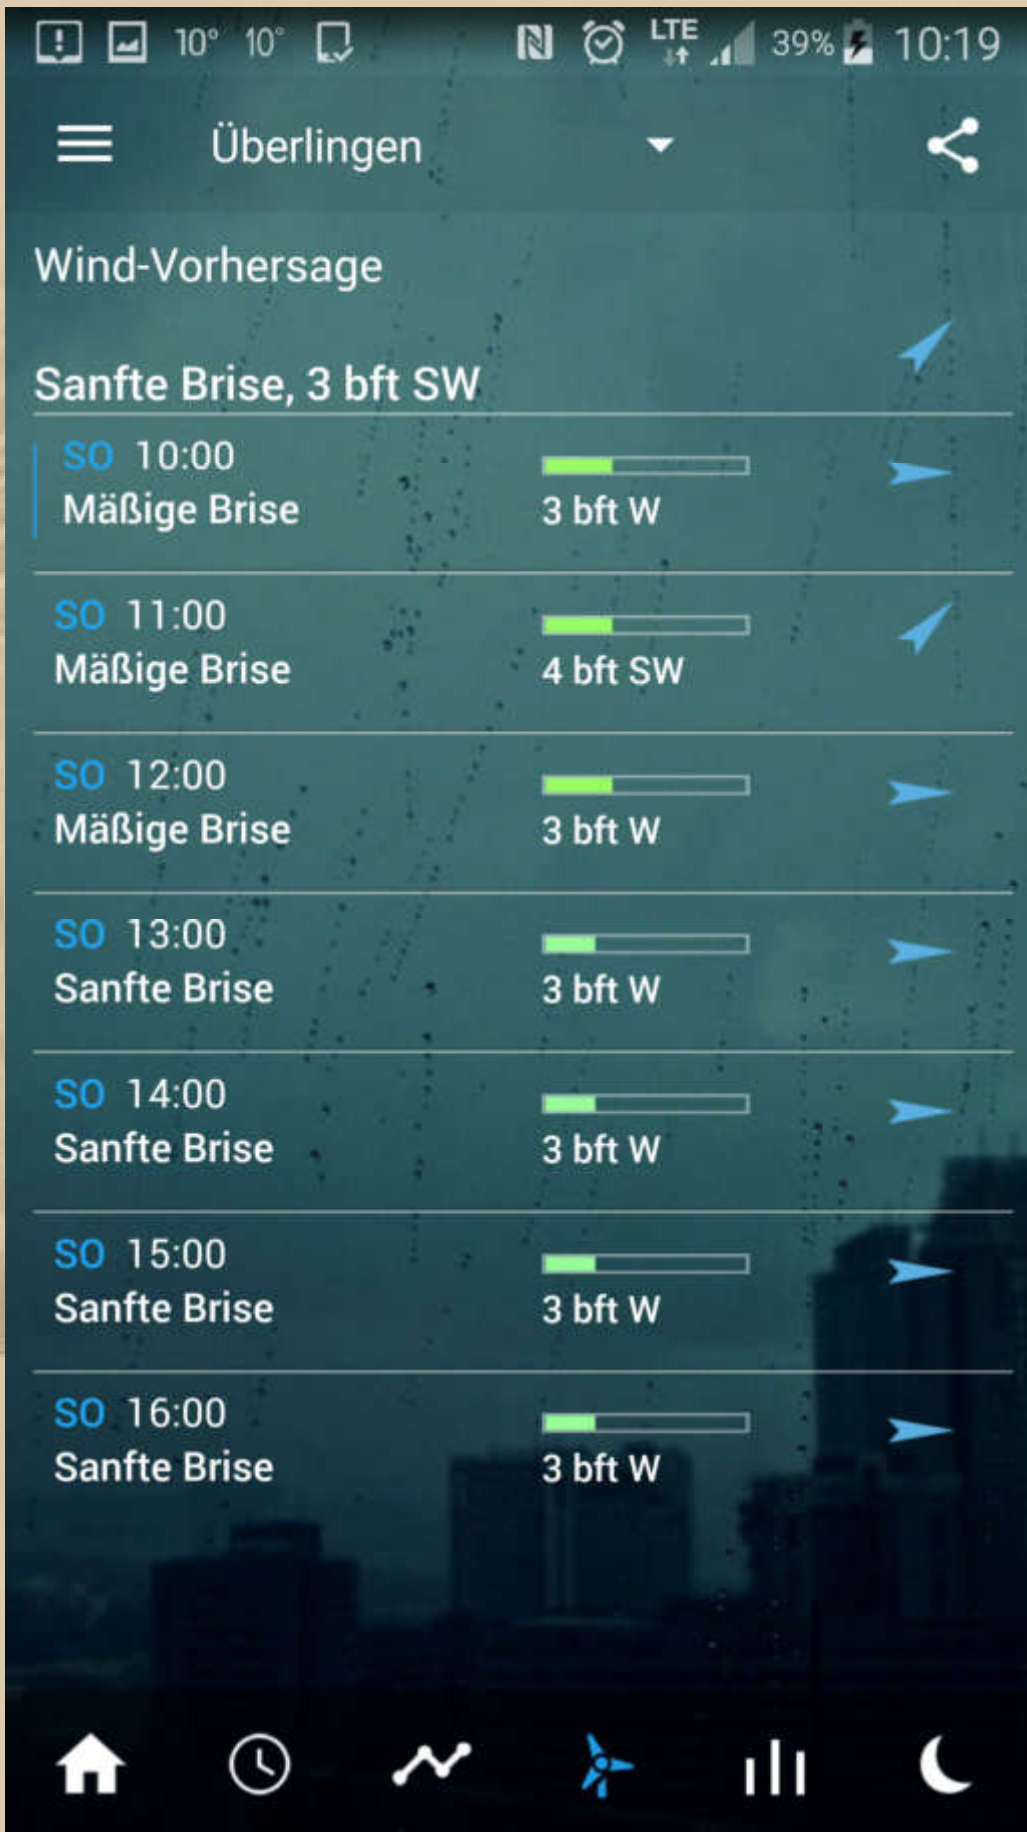 10° 10° LTE 39% 10:19
Überlingen
Wind-Vorhersage
Sanfte Brise, 3 bft SW
SO 10:00
Mäßige Brise 3 bft W
SO 11:00
Mäßige Brise 4 bft SW
SO 12:00
Mäßige Brise 3 bft W
SO 13:00
Sanfte Brise 3 bft W
SO 14:00
Sanfte Brise 3 bft W
SO 15:00
Sanfte Brise 3 bft W
SO 16:00
Sanfte Brise 3 bft W